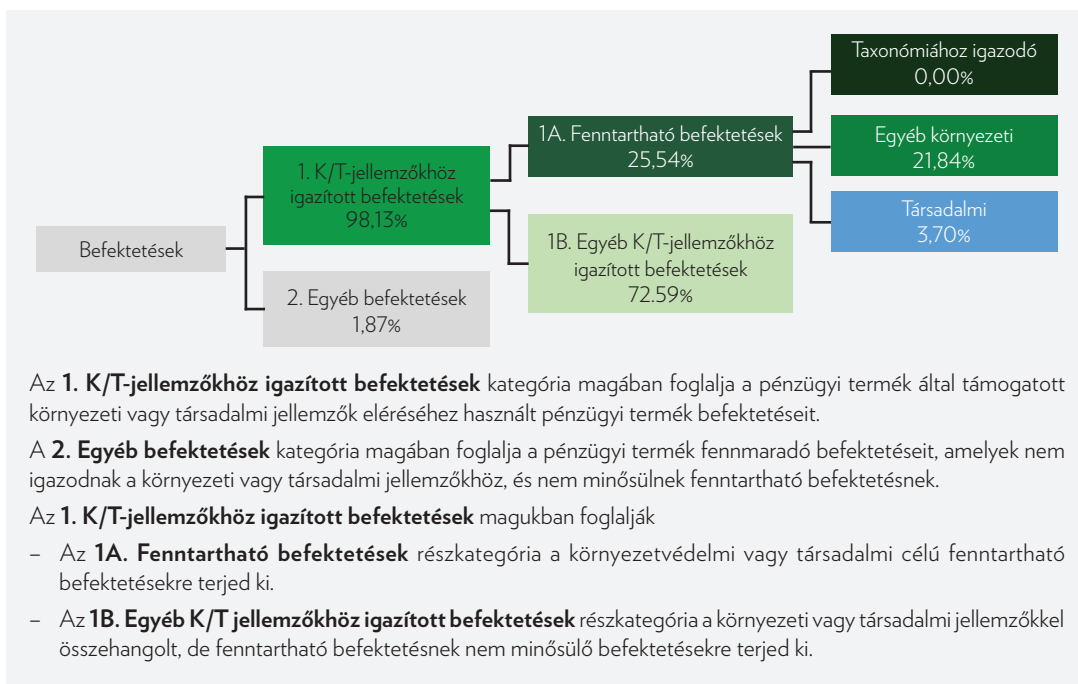 Taxonómiához igazodó
0,00%
1A. Fenntartható befektetések
25,54%
Egyéb környezeti
21,84%
1. K/T-jellemzőkhöz
igazított befektetések
98,13%
Társadalmi
3,70%
Befektetések
1B. Egyéb K/T-jellemzőkhöz
igazított befektetések
72.59%
2. Egyéb befektetések
1,87%
Az 1. K/T-jellemzőkhöz igazított befektetések kategória magában foglalja a pénzügyi termék által támogatott
környezeti vagy társadalmi jellemzők eléréséhez használt pénzügyi termék befektetéseit.
A 2. Egyéb befektetések kategória magában foglalja a pénzügyi termék fennmaradó befektetéseit, amelyek nem
igazodnak a környezeti vagy társadalmi jellemzőkhöz, és nem minősülnek fenntartható befektetésnek.
Az 1. K/T-jellemzőkhöz igazított befektetések magukban foglalják
– Az 1A. Fenntartható befektetések részkategória a környezetvédelmi vagy társadalmi célú fenntartható
befektetésekre terjed ki.
– Az 1B. Egyéb K/T jellemzőkhöz igazított befektetések részkategória a környezeti vagy társadalmi jellemzőkkel
összehangolt, de fenntartható befektetésnek nem minősülő befektetésekre terjed ki.